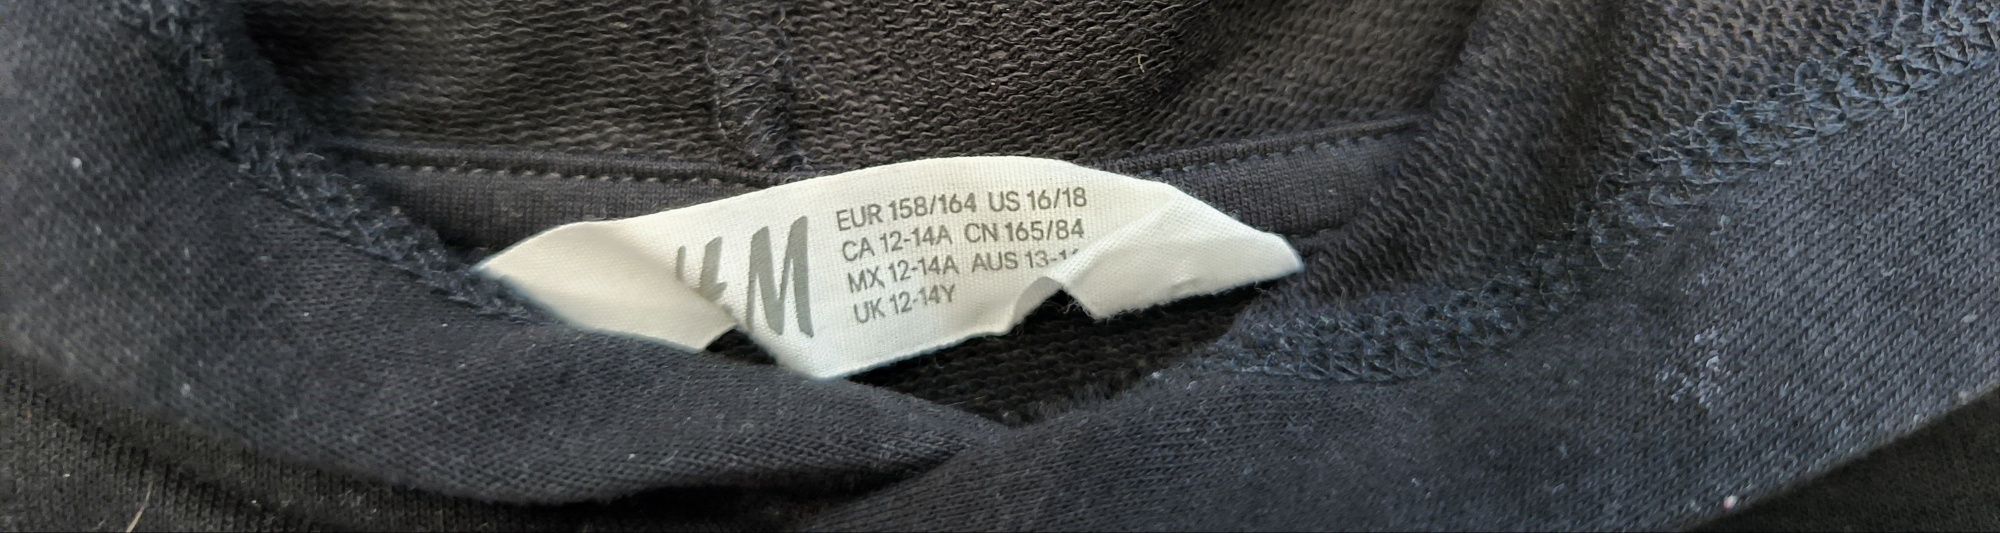 H&M
EUR 158/164 US 16/18
CA 12-14A CN 165/84
MX 12-14A AUS
UK 12-14Y